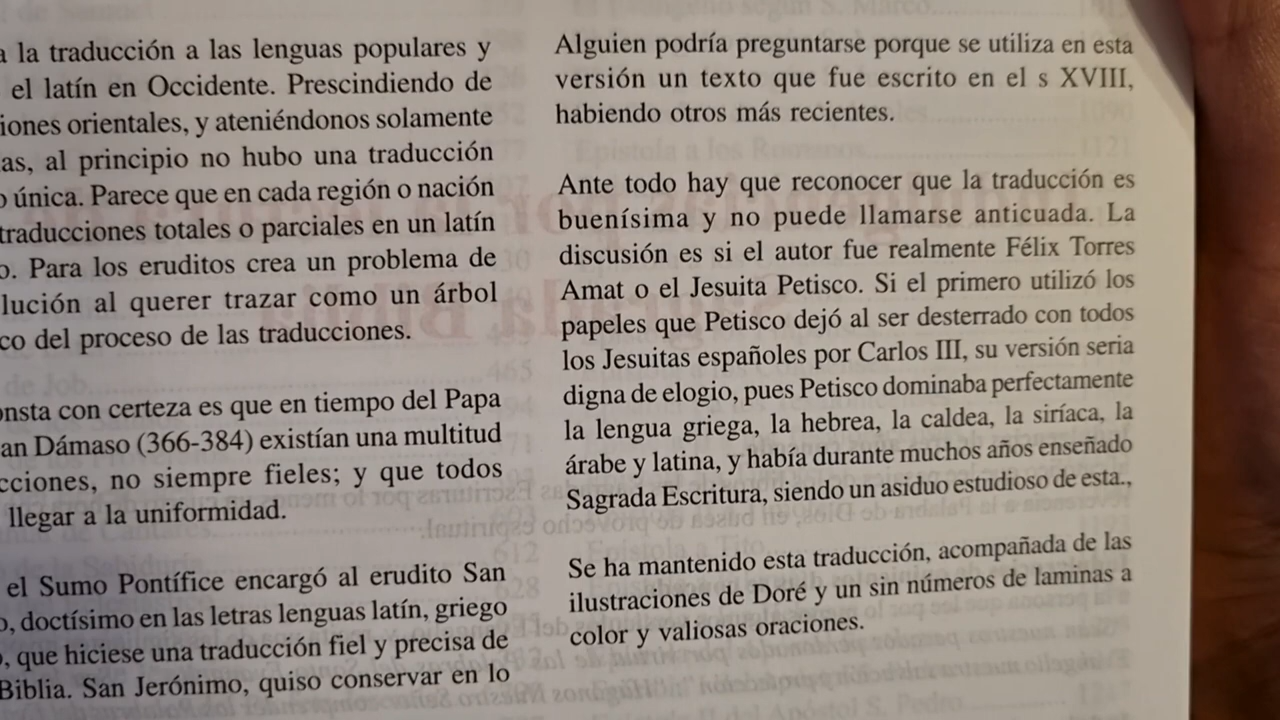 a la traducción a las lenguas populares y
el latín en Occidente. Prescindiendo de
iones orientales, y ateniéndonos solamente
as, al principio no hubo una traducción
o única. Parece que en cada región o nación
traducciones totales o parciales en un latín
o. Para los eruditos crea un problema de
lución al querer trazar como un árbol
co del proceso de las traducciones.
onsta con certeza es que en tiempo del Papa
an Dámaso (366-384) existían una multitud
cciones, no siempre fieles; y que todos
llegar a la uniformidad.
el Sumo Pontífice encargó al erudito San
o, doctísimo en las letras lenguas latín, griego
o, que hiciese una traducción fiel y precisa de
Biblia. San Jerónimo, quiso conservar en lo
Alguien podría preguntarse porque se utiliza en esta
versión un texto que fue escrito en el s XVIII,
habiendo otros más recientes.
Ante todo hay que reconocer que la traducción es
buenísima y no puede llamarse anticuada. La
discusión es si el autor fue realmente Félix Torres
Amat o el Jesuita Petisco. Si el primero utilizó los
papeles que Petisco dejó al ser desterrado con todos
los Jesuitas españoles por Carlos III, su versión seria
digna de elogio, pues Petisco dominaba perfectamente
la lengua griega, la hebrea, la caldea, la siríaca, la
árabe y latina, y había durante muchos años enseñado
Sagrada Escritura, siendo un asiduo estudioso de esta.,
Se ha mantenido esta traducción, acompañada de las
ilustraciones de Doré y un sin números de laminas a
color y valiosas oraciones.